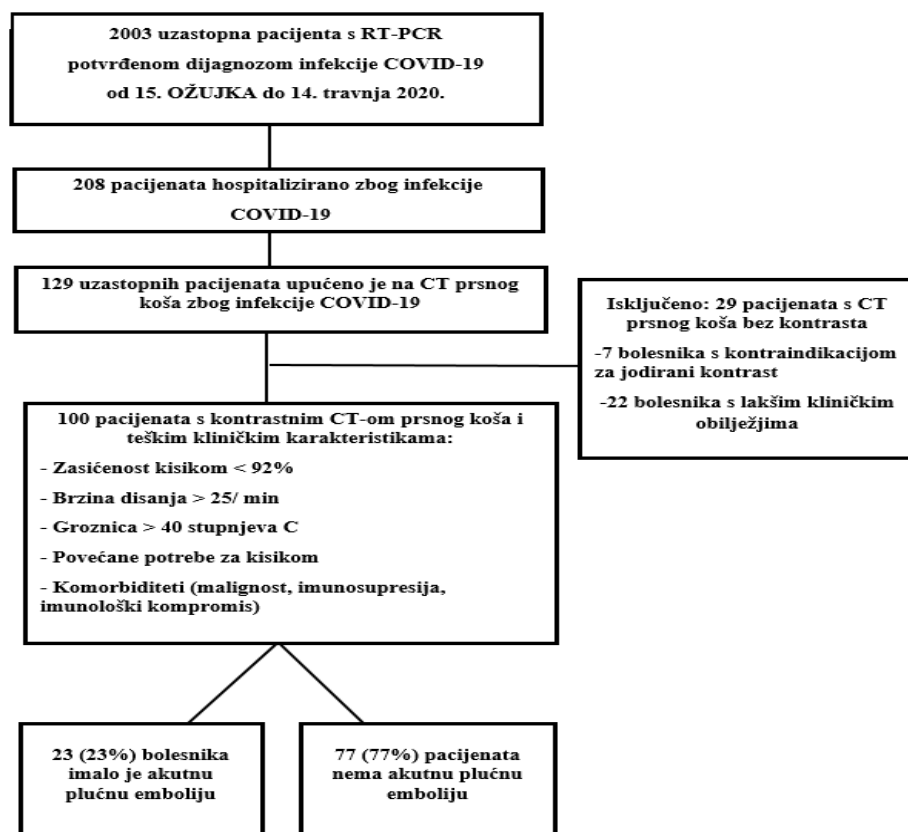 2003 uzastopna pacijenta s RT-PCR
potvrđenom dijagnozom infekcije COVID-19
od 15. OŽUJKA do 14. travnja 2020.
208 pacijenata hospitalizirano zbog infekcije
COVID-19
129 uzastopnih pacijenata upućeno je na CT prsnog
koša zbog infekcije COVID-19
Isključeno: 29 pacijenata s CT
prsnog koša bez kontrasta
-7 bolesnika s kontraindikacijom
za jodirani kontrast
-22 bolesnika s lakšim kliničkim
obilježjima
100 pacijenata s kontrastnim CT-om prsnog koša i
teškim kliničkim karakteristikama:
- Zasićenost kisikom < 92%
- Brzina disanja > 25/ min
- Groznica > 40 stupnjeva C
- Povećane potrebe za kisikom
- Komorbiditeti (malignost, imunosupresija,
imunološki kompromis)
23 (23%) bolesnika
imalo je akutnu
plućnu emboliju
77 (77%) pacijenata
nema akutnu plućnu
emboliju